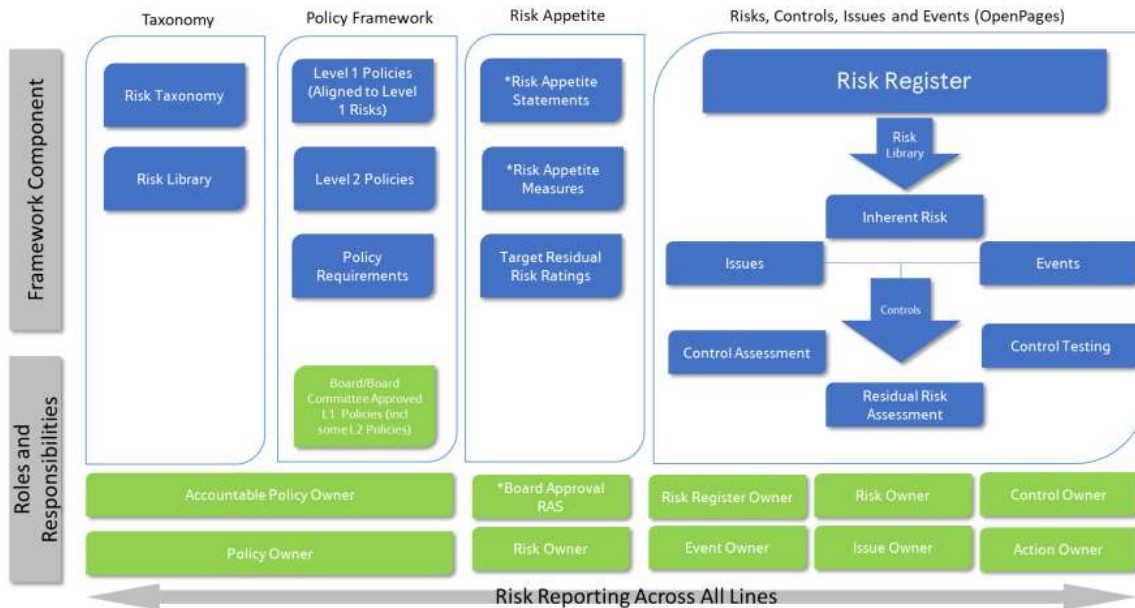 Taxonomy
Policy Framework
Risk Appetite
Risks, Controls, Issues and Events (OpenPages)
Framework Component
Risk Taxonomy
Risk Library
Level 1 Policies
(Aligned to Level
1 Risks)
Level 2 Policies
Policy
Requirements
*Risk Appetite
Statements
*Risk Appetite
Measures
Target Residual
Risk Ratings
Risk Register
Risk
Library
Inherent Risk
Issues
Events
Controls
Control Assessment
Control Testing
Residual Risk
Assessment
Roles and
Responsibilities
Board/Board
Committee Approved
L1 Policies (incl
some L2 Policies)
Accountable Policy Owner
*Board Approval
RAS
Risk Register Owner
Risk Owner
Control Owner
Policy Owner
Risk Owner
Event Owner
Issue Owner
Action Owner
Risk Reporting Across All Lines